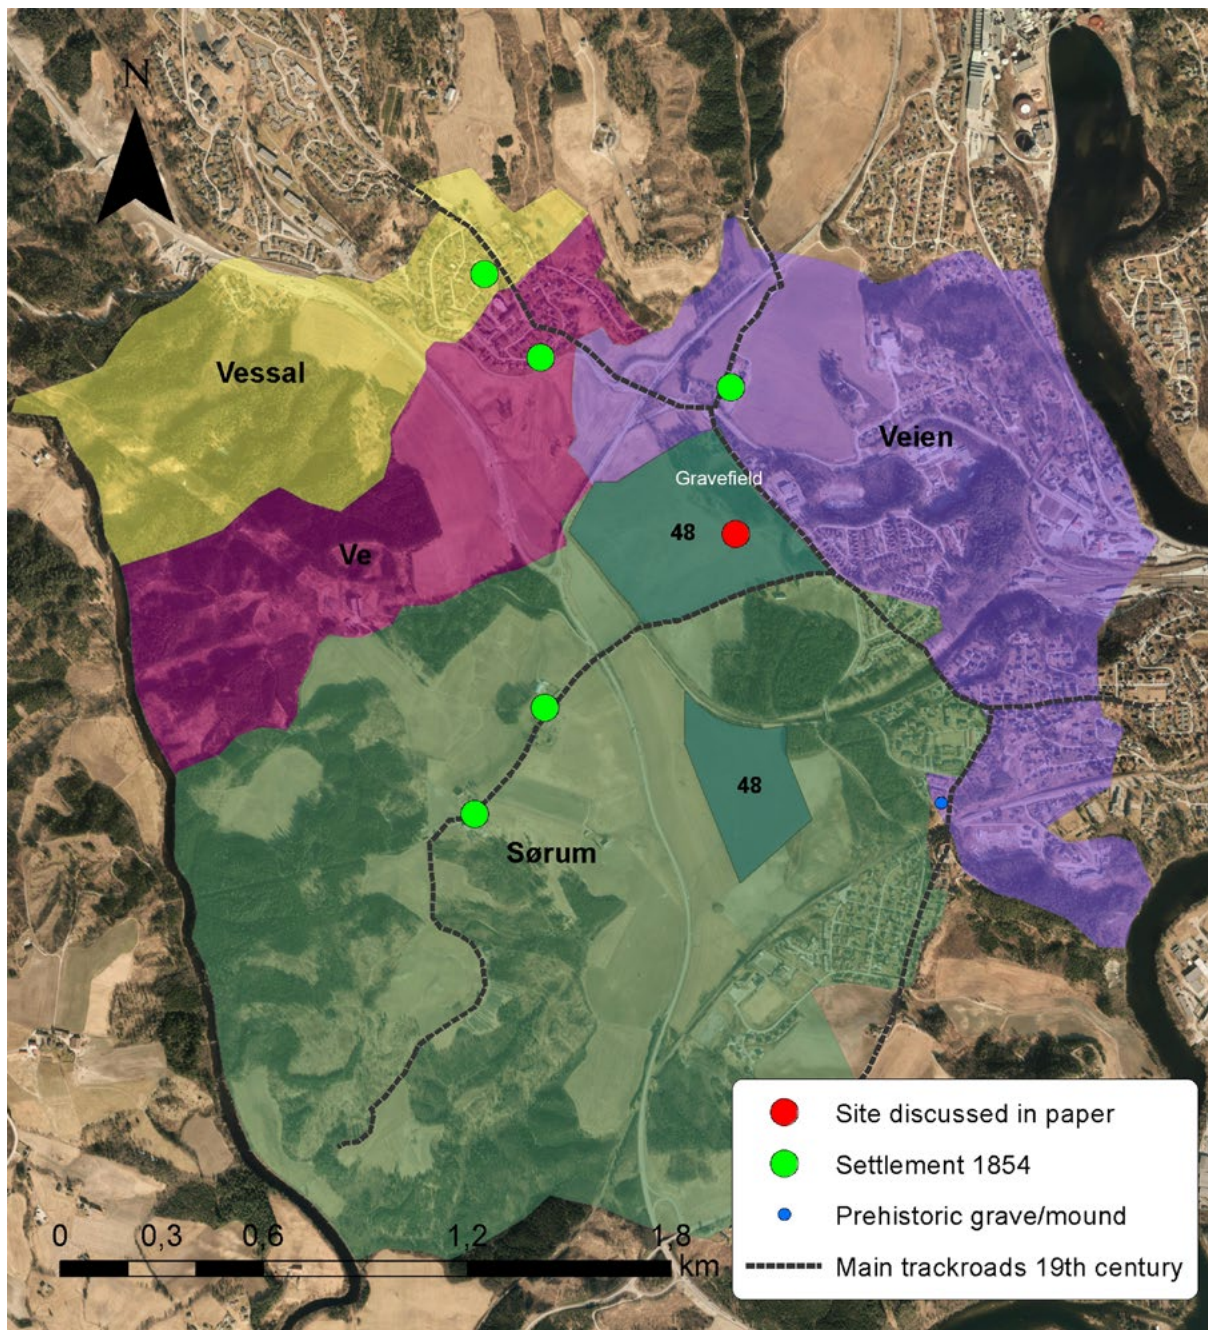 N
Vessal
Veien
Gravefield
48
Ve
48
Sørum
Site discussed in paper
Settlement 1854
Prehistoric grave/mound
Main trackroads 19th century
0 0,3 0,6 1,2 1,8
km